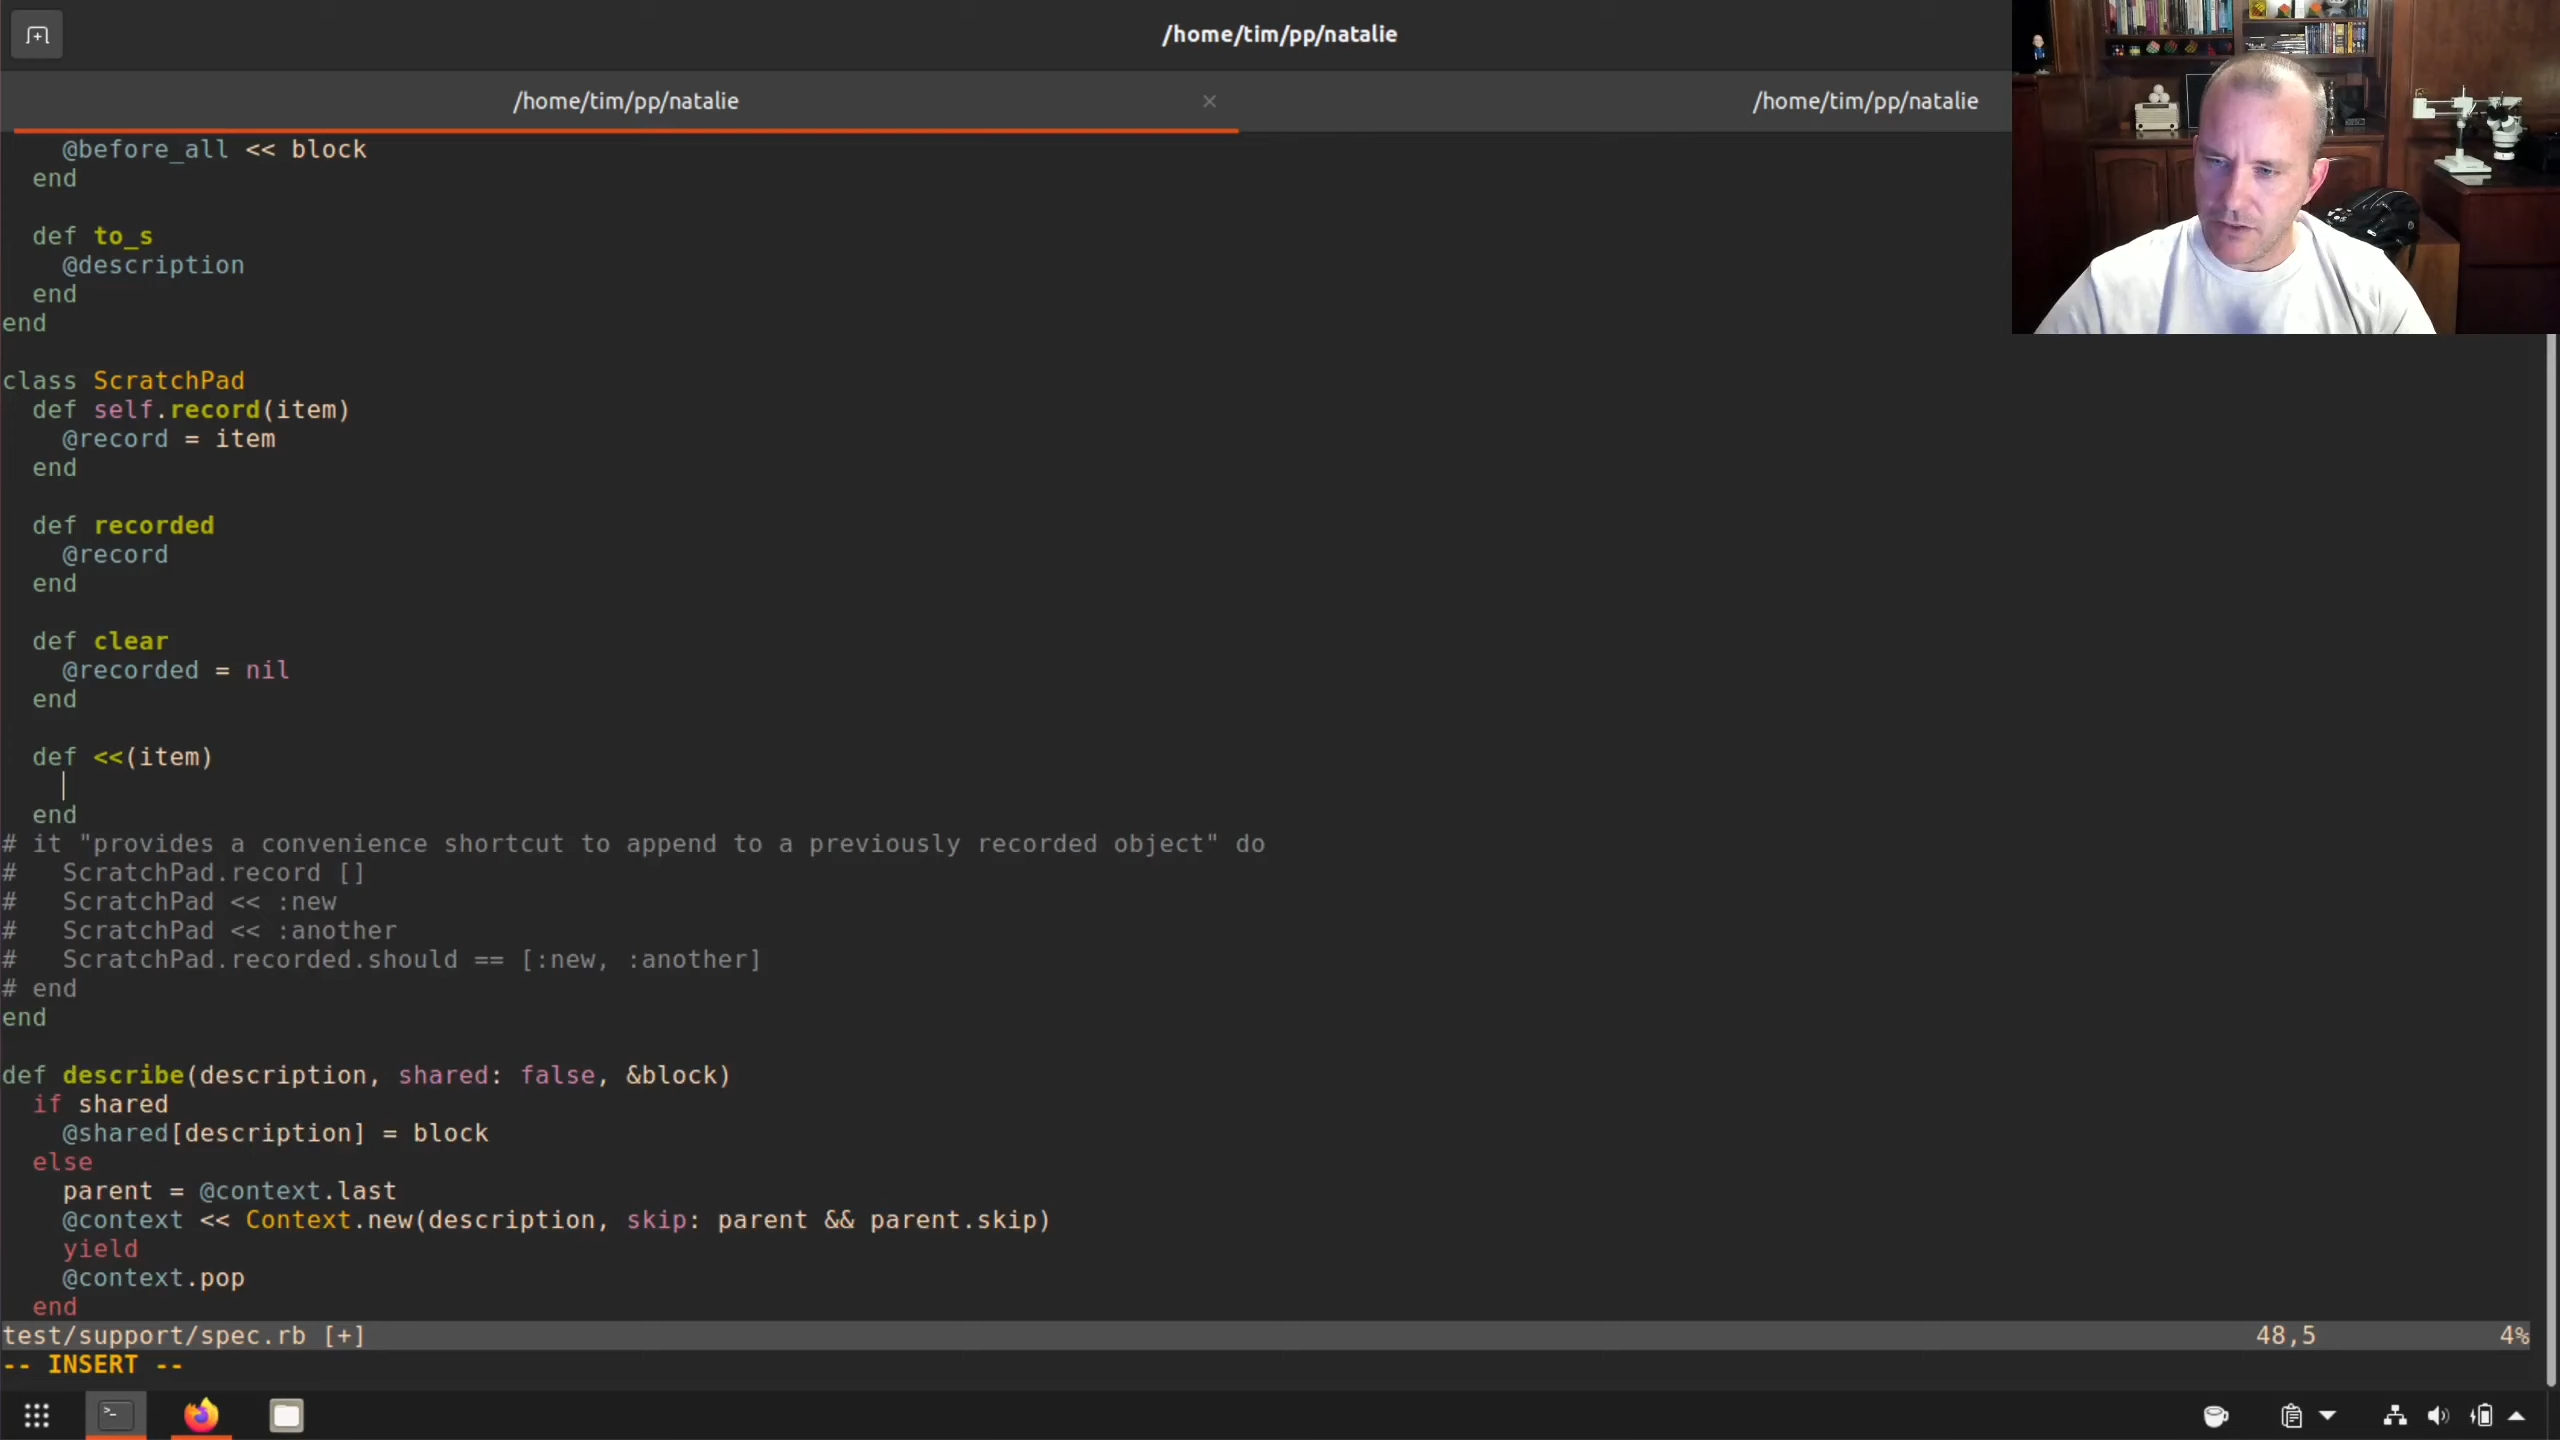 /home/tim/pp/natalie
/home/tim/pp/natalie × /home/tim/pp/natalie
    @before_all << block
  end

  def to_s
    @description
  end
end

class ScratchPad
  def self.record(item)
    @record = item
  end

  def recorded
    @record
  end

  def clear
    @recorded = nil
  end

  def <<(item)

  end
# it "provides a convenience shortcut to append to a previously recorded object" do
#   ScratchPad.record []
#   ScratchPad << :new
#   ScratchPad << :another
#   ScratchPad.recorded.should == [:new, :another]
# end
end

def describe(description, shared: false, &block)
  if shared
    @shared[description] = block
  else
    parent = @context.last
    @context << Context.new(description, skip: parent && parent.skip)
    yield
    @context.pop
  end
test/support/spec.rb [+] 48,5 4%
-- INSERT --